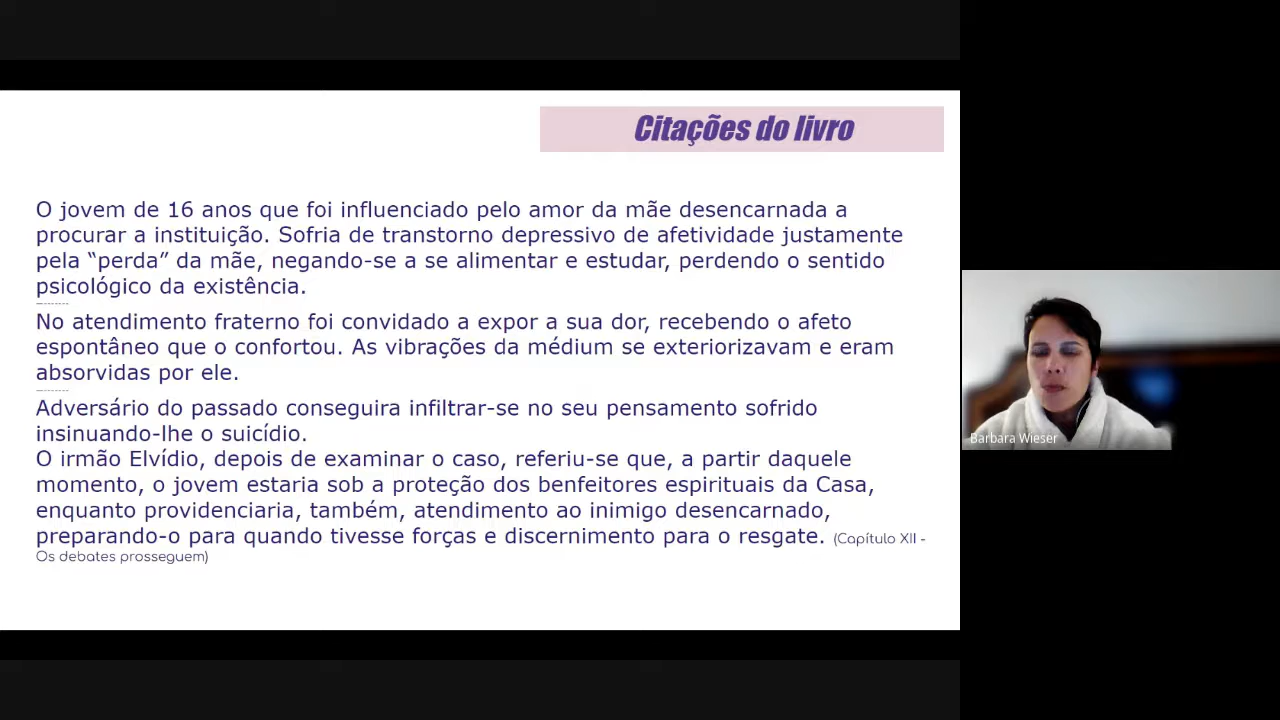 Citações do livro
O jovem de 16 anos que foi influenciado pelo amor da mãe desencarnada a
procurar a instituição. Sofria de transtorno depressivo de afetividade justamente
pela “perda” da mãe, negando-se a se alimentar e estudar, perdendo o sentido
psicológico da existência.
No atendimento fraterno foi convidado a expor a sua dor, recebendo o afeto
espontâneo que o confortou. As vibrações da médium se exteriorizavam e eram
absorvidas por ele.
Adversário do passado conseguira infiltrar-se no seu pensamento sofrido
insinuando-lhe o suicídio.
O irmão Elvídio, depois de examinar o caso, referiu-se que, a partir daquele
momento, o jovem estaria sob a proteção dos benfeitores espirituais da Casa,
enquanto providenciaria, também, atendimento ao inimigo desencarnado,
preparando-o para quando tivesse forças e discernimento para o resgate. (Capítulo XII -
Os debates prosseguem)
Barbara Wieser